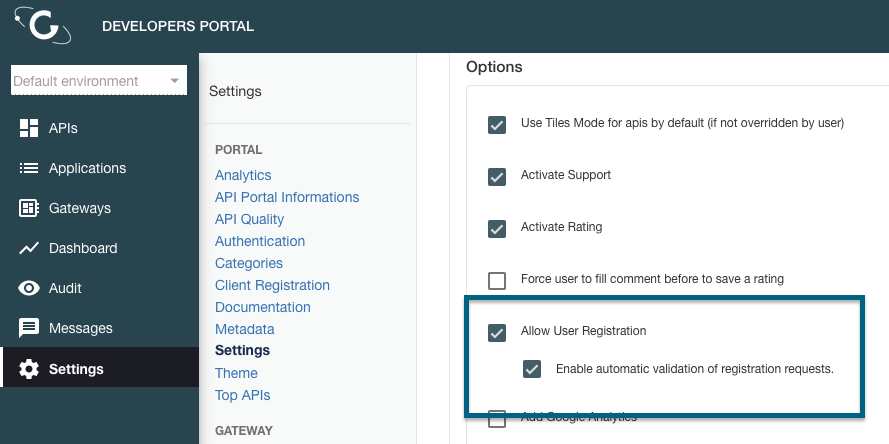 DEVELOPERS PORTAL
Default environment
APIs
Applications
Gateways
Dashboard
Audit
Messages
Settings
Settings
PORTAL
Analytics
API Portal Informations
API Quality
Authentication
Categories
Client Registration
Documentation
Metadata
Settings
Theme
Top APIs
GATEWAY
Options
Use Tiles Mode for apis by default (if not overridden by user)
Activate Support
Activate Rating
Force user to fill comment before to save a rating
Allow User Registration
Enable automatic validation of registration requests.
Add Google Analytics